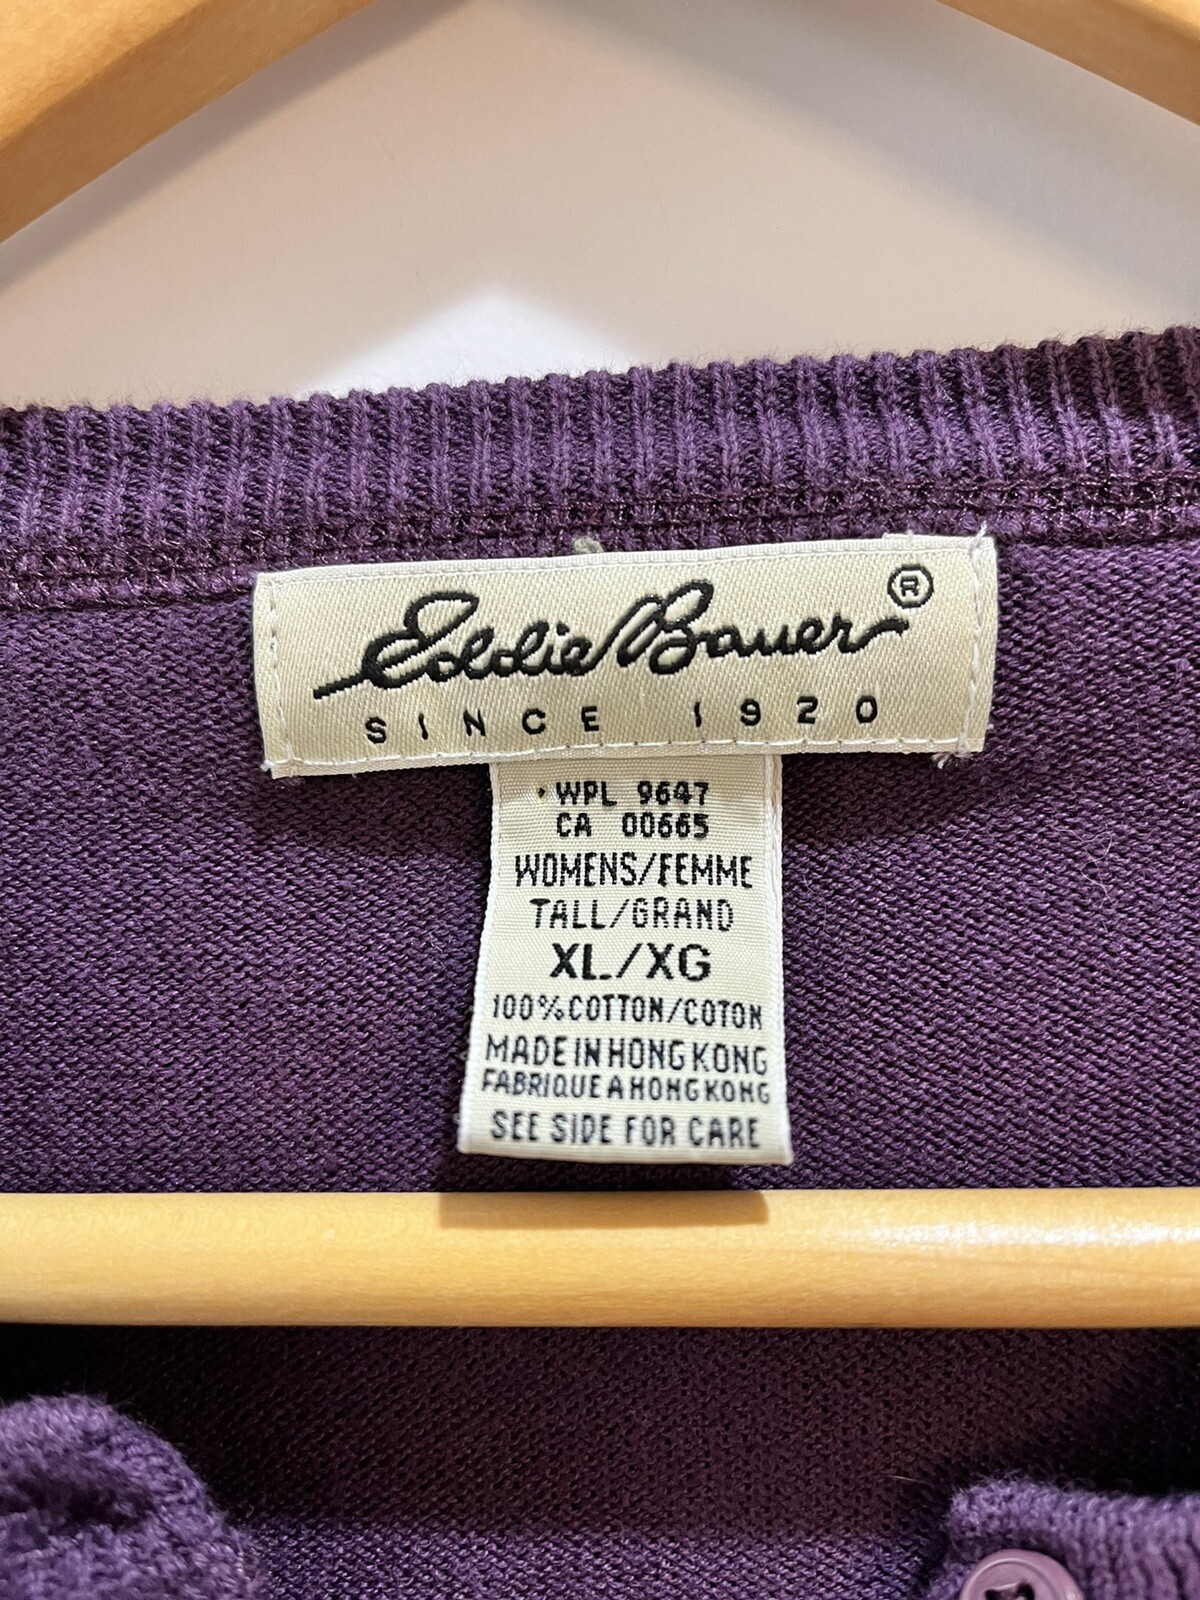 Eddie Bauer®
SINCE 1920
WPL 9647
CA 00665
WOMENS/FEMME
TALL/GRAND
XL/XG
100%COTTON/COTON
MADE IN HONG KONG
FABRIQUE A HONG KONG
SEE SIDE FOR CARE